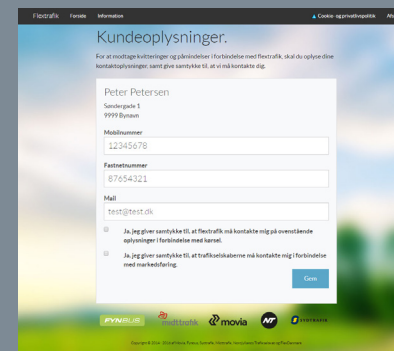 Flextrafik Forside Information Cookie- og privatlivspolitik
Kundeoplysninger.
For at modtage kvitteringer og påmindelser i forbindelse med flextrafik, skal du oplyse dine
kontaktoplysninger, samt give samtykke til, at vi må kontakte dig.
Peter Petersen
Søndergade 1
9999 Bynavn
Mobilnummer
12345678
Fastnetnummer
87654321
Mail
test@test.dk
Ja, jeg giver samtykke til, at flextrafik må kontakte mig på ovenstående
oplysninger i forbindelse med kørsel.
Ja, jeg giver samtykke til, at trafikselskaberne må kontakte mig i forbindelse
med markedsføring.
Gem
FYNBUS midttrafik movia NT SYDTRAFIK